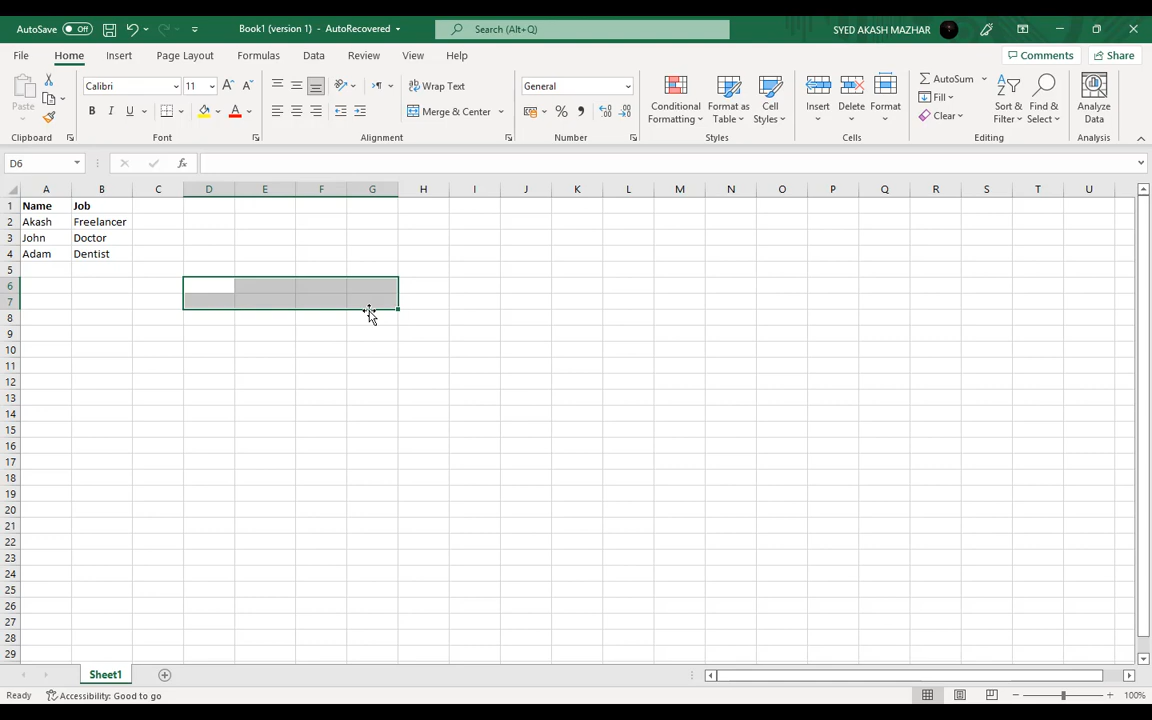 AutoSave Off Book1 (version 1) - AutoRecovered Search (Alt+Q) SYED AKASH MAZHAR
File Home Insert Page Layout Formulas Data Review View Help Comments Share
Paste Calibri 11 Wrap Text General Conditional Formatting Format as Table Cell Styles Insert Delete Format AutoSum Sort & Filter Find & Select Analyze Data
B I U A Merge & Center % , Fill Clear
Clipboard Font Alignment Number Styles Cells Editing Analysis
D6 fx
A B C D E F G H I J K L M N O P Q R S T U
1 Name Job
2 Akash Freelancer
3 John Doctor
4 Adam Dentist
5
6
7
8
9
10
11
12
13
14
15
16
17
18
19
20
21
22
23
24
25
26
27
28
29
Sheet1
Ready Accessibility: Good to go 100%